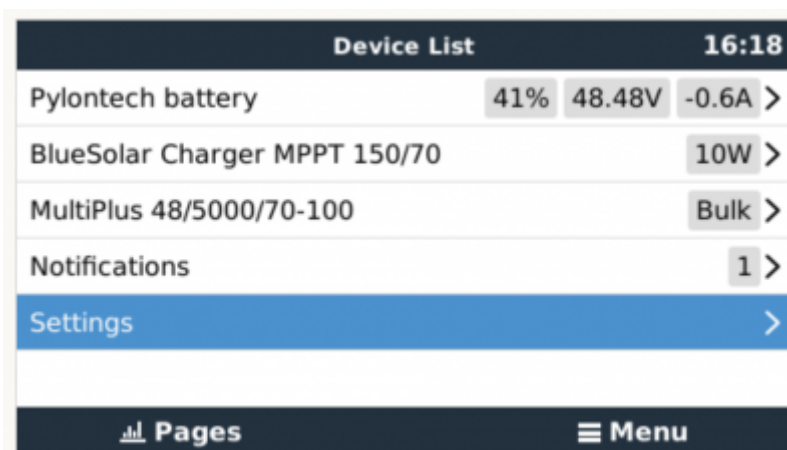 Device List 16:18
Pylontech battery 41% 48.48V -0.6A
BlueSolar Charger MPPT 150/70 10W
MultiPlus 48/5000/70-100 Bulk
Notifications 1
Settings
Pages Menu